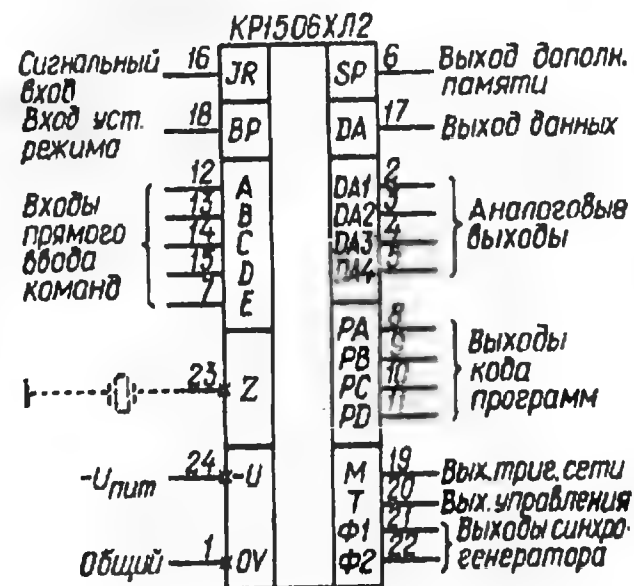 КР1506ХЛ2
Сигнальный вход 16 JR
SP 6 Выход дополн. памяти
Вход уст. режима 18 BP
DA 17 Выход данных
Входы прямого ввода команд
12 A
13 B
14 C
15 D
7 E
DA1 2
DA2 3
DA3 4
DA4 5
Аналоговые выходы
23 Z
PA 8
PB 9
PC 10
PD 11
Выходы кода программ
-Uпит 24 -U
Общий 1 0V
M 19 Вых.триг.сети
T 20 Вых.управления
Ф1 21
Ф2 22
Выходы синхро-
генератора